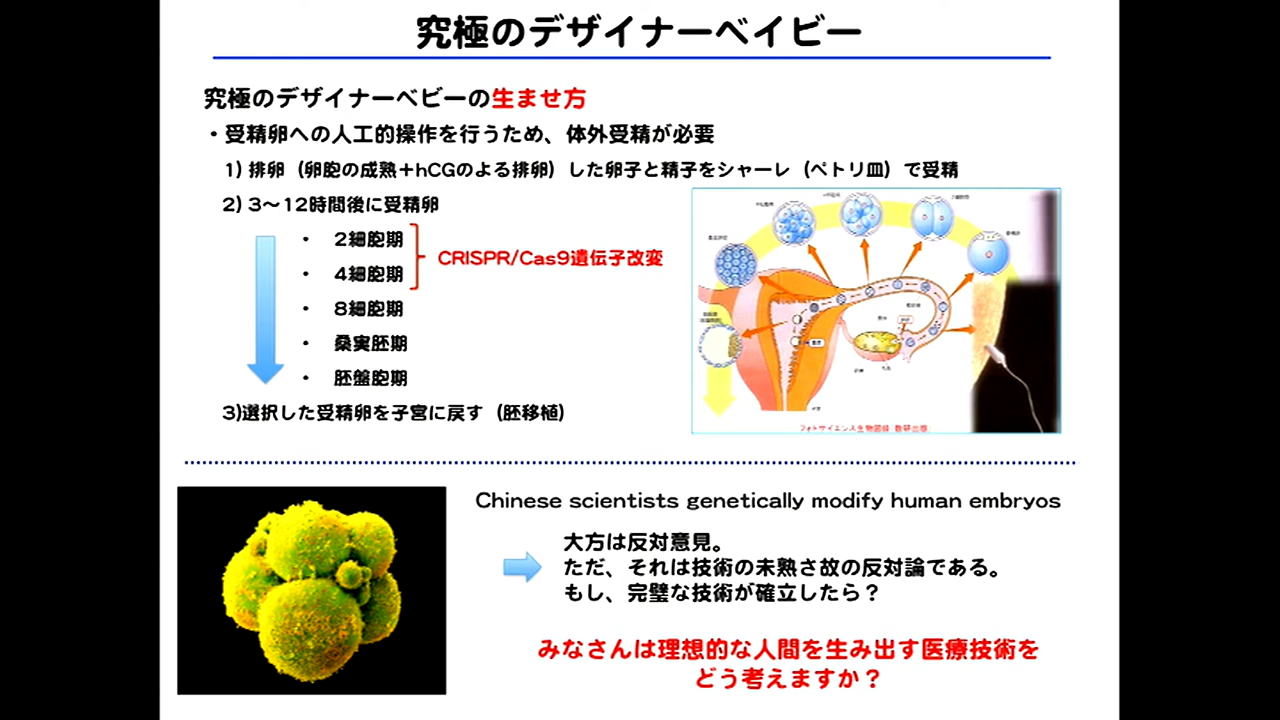 究極のデザイナーベイビー
究極のデザイナーベビーの生ませ方
・受精卵への人工的操作を行うため、体外受精が必要
1) 排卵（卵胞の成熟＋hCGのよる排卵）した卵子と精子をシャーレ（ペトリ皿）で受精
2) 3〜12時間後に受精卵
・ 2細胞期
・ 4細胞期
CRISPR/Cas9遺伝子改変
・ 8細胞期
・ 桑実胚期
・ 胚盤胞期
3)選択した受精卵を子宮に戻す（胚移植）
フォトサイエンス生物図録 数研出版
Chinese scientists genetically modify human embryos
大方は反対意見。
ただ、それは技術の未熟さ故の反対論である。
もし、完璧な技術が確立したら？
みなさんは理想的な人間を生み出す医療技術を
どう考えますか？